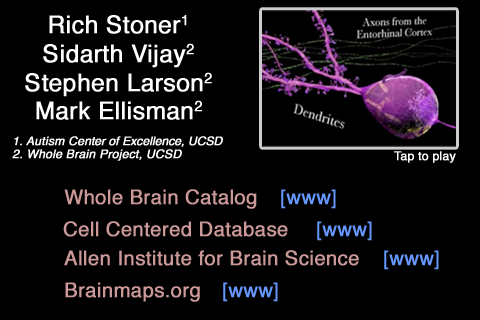 Rich Stoner¹
Sidarth Vijay²
Stephen Larson²
Mark Ellisman²
1. Autism Center of Excellence, UCSD
2. Whole Brain Project, UCSD
Axons from the
Entorhinal Cortex
Dendrites
Tap to play
Whole Brain Catalog [www]
Cell Centered Database [www]
Allen Institute for Brain Science [www]
Brainmaps.org [www]